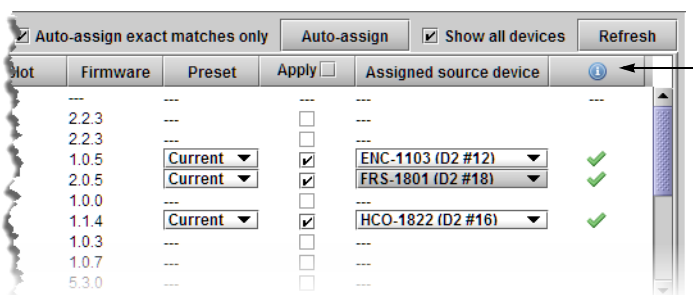 Auto-assign exact matches only Auto-assign Show all devices Refresh
Firmware Preset Apply Assigned source device
--- --- --- --- ---
2.2.3 --- ---
2.2.3 --- ---
1.0.5 Current ENC-1103 (D2 #12)
2.0.5 Current FRS-1801 (D2 #18)
1.0.0 --- ---
1.1.4 Current HCO-1822 (D2 #16)
1.0.3 --- ---
1.0.7 --- ---
5.3.0 --- ---